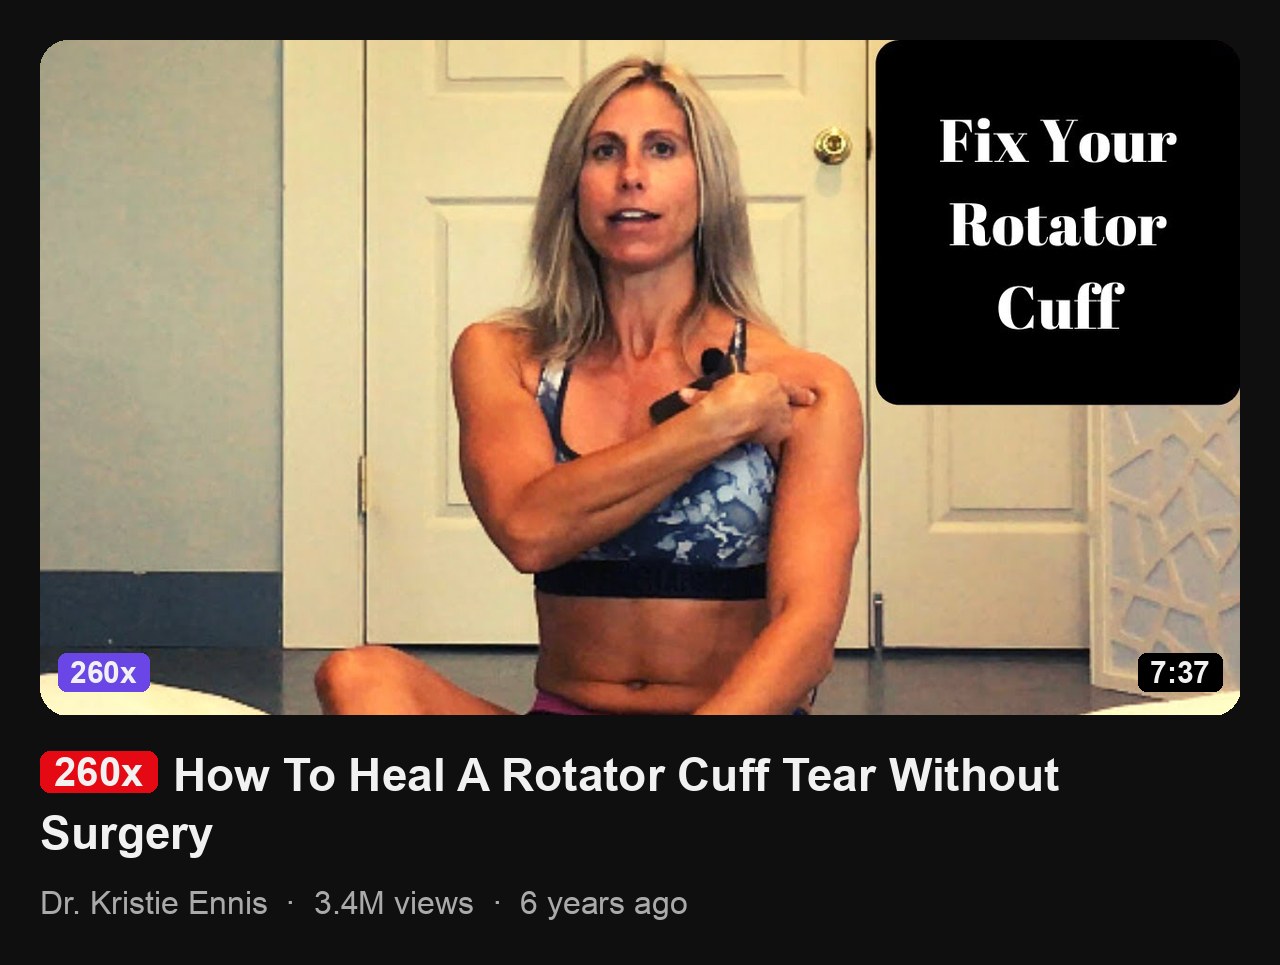 Fix Your
Rotator
Cuff
260x
7:37
260x How To Heal A Rotator Cuff Tear Without
Surgery
Dr. Kristie Ennis · 3.4M views · 6 years ago